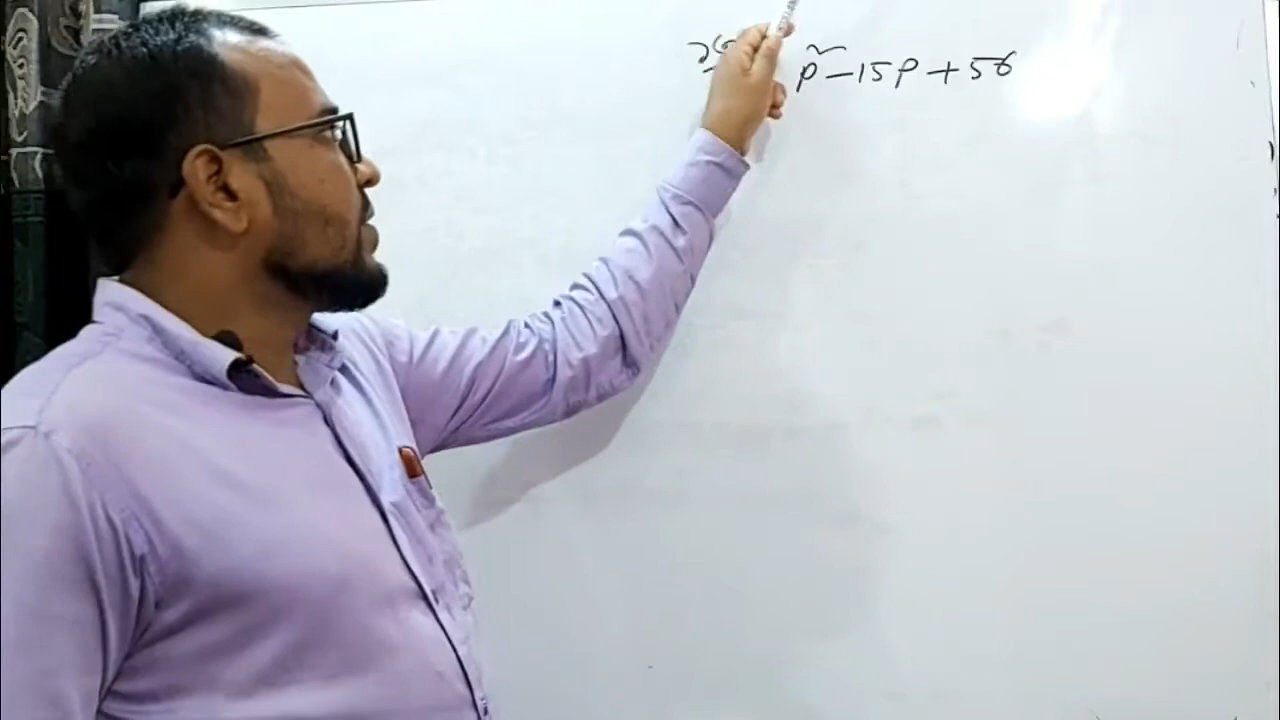 p² - 15p + 56